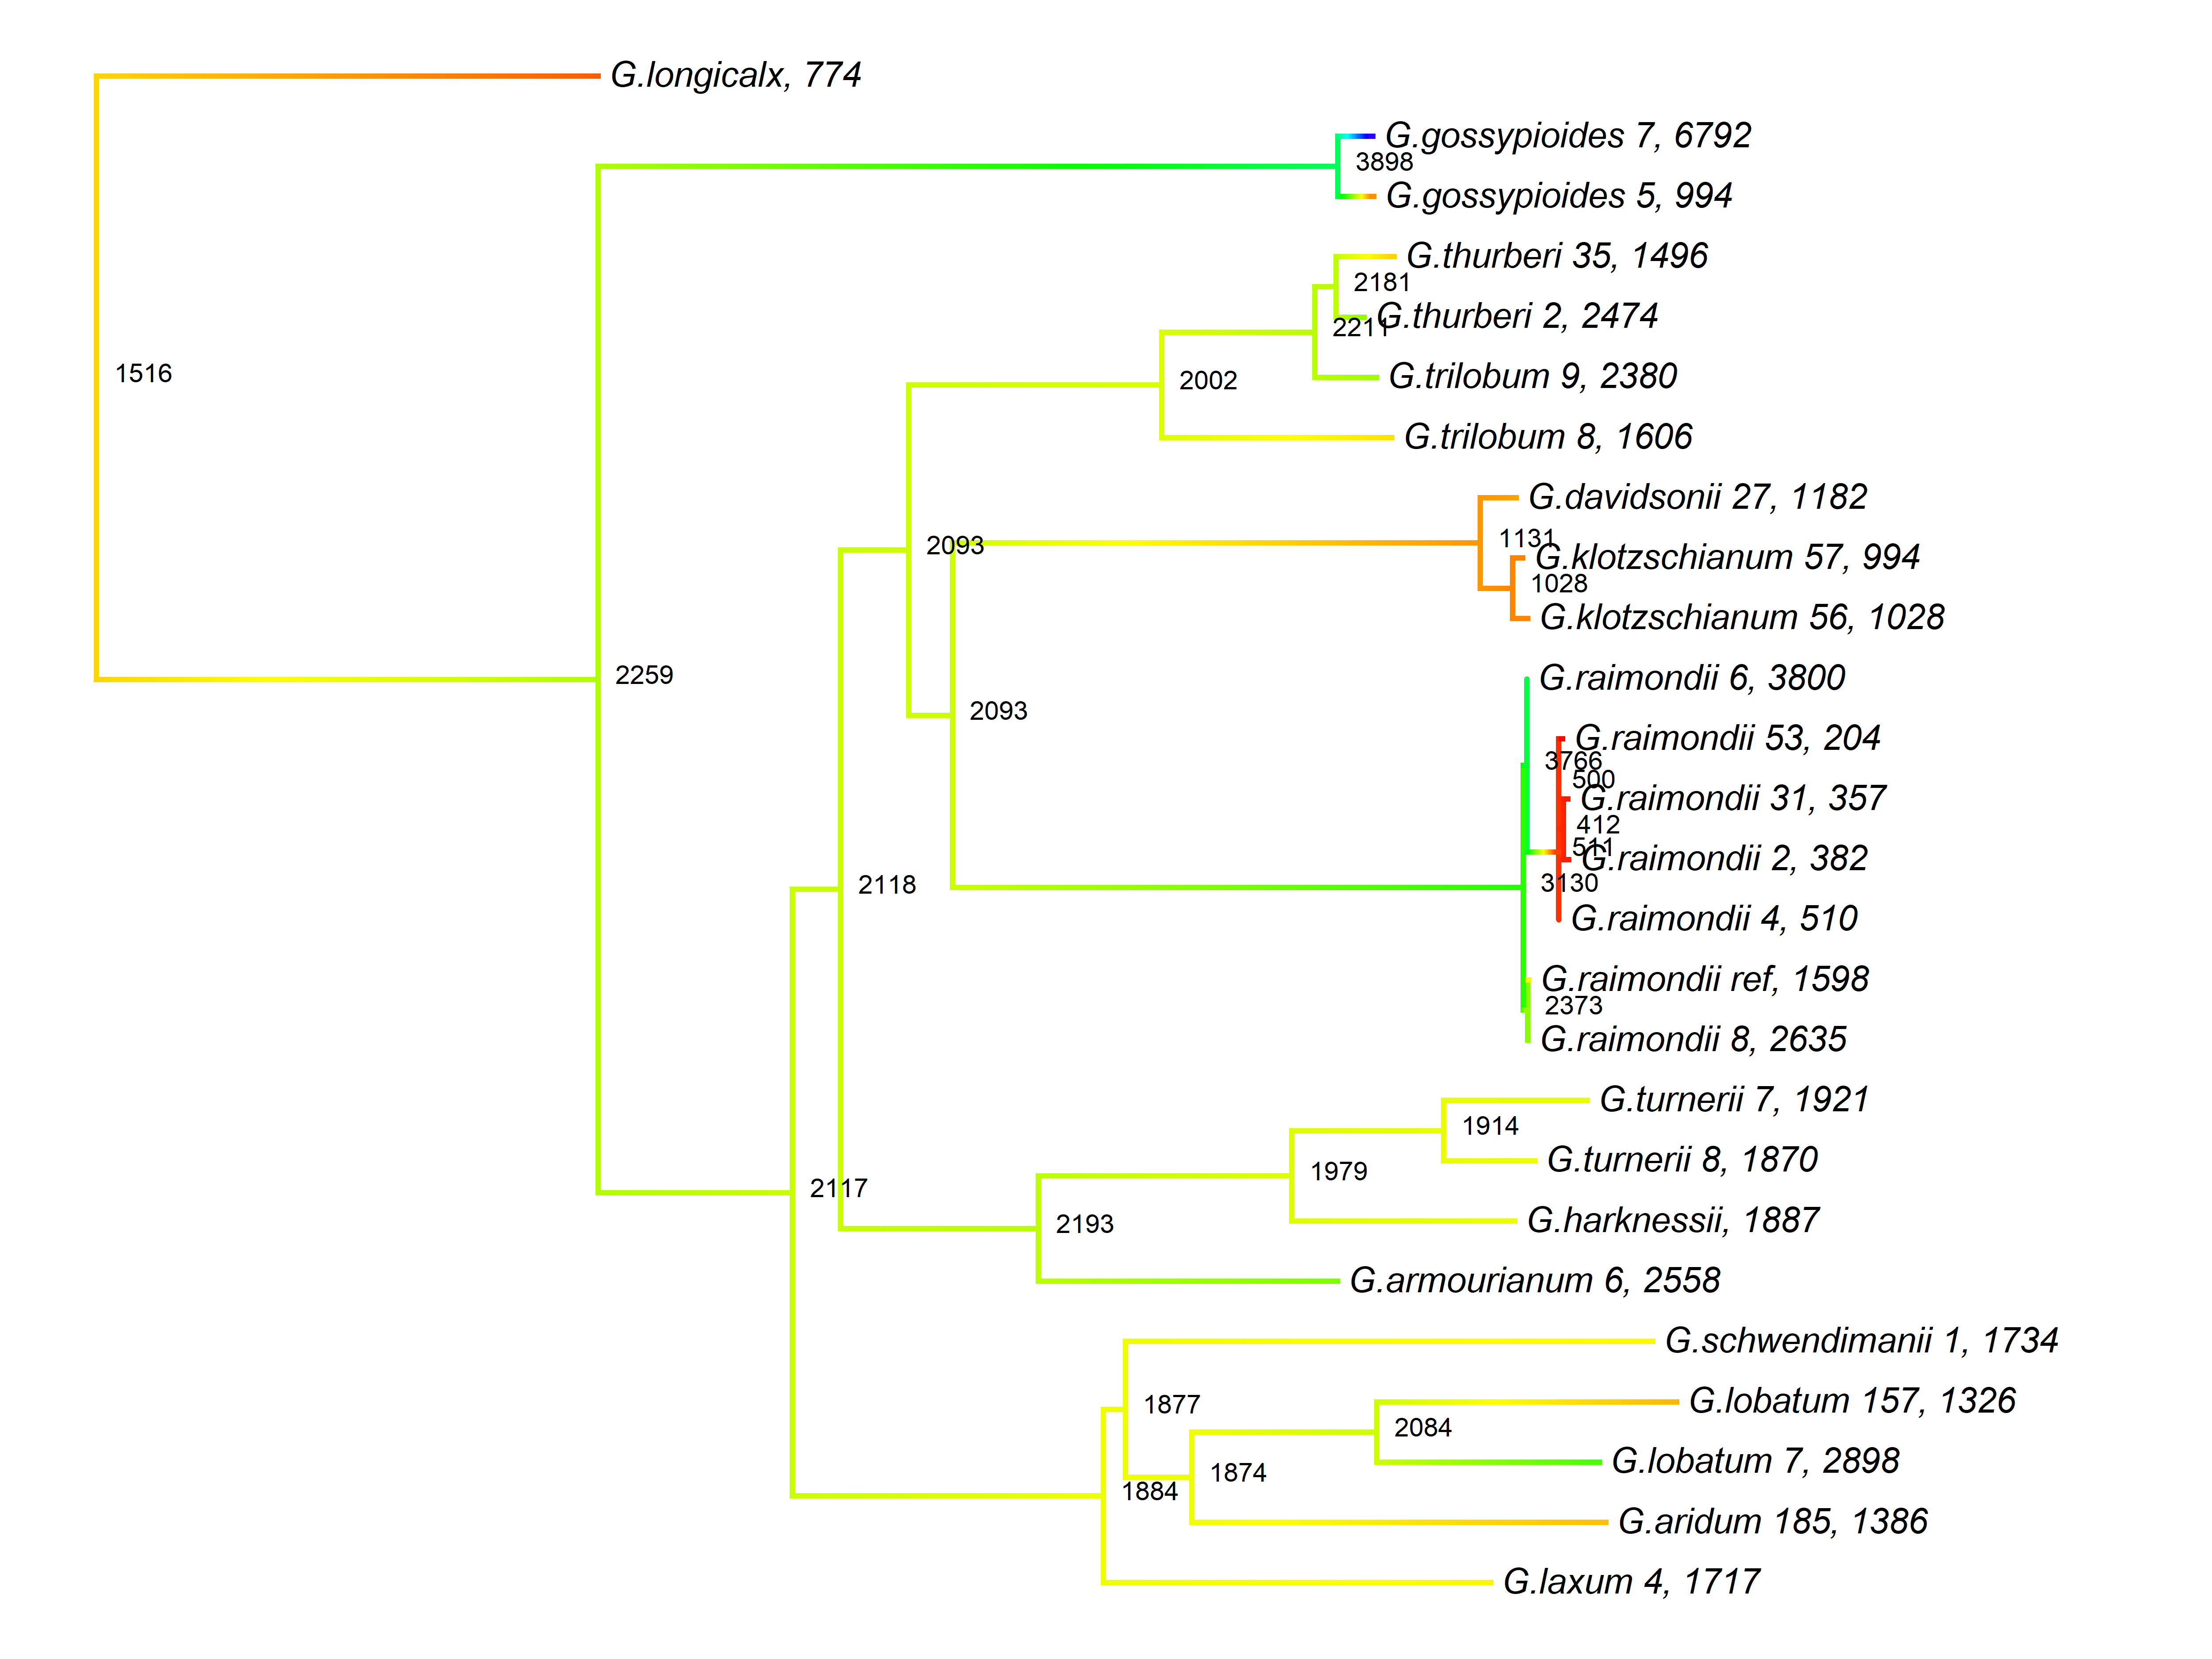 G.longicalx, 774
G.gossypioides 7, 6792
3898
G.gossypioides 5, 994
G.thurberi 35, 1496
2181
G.thurberi 2, 2474
2211
1516
G.trilobum 9, 2380
2002
G.trilobum 8, 1606
G.davidsonii 27, 1182
1131
2093
G.klotzschianum 57, 994
1028
G.klotzschianum 56, 1028
2259
G.raimondii 6, 3800
2093
G.raimondii 53, 204
3766
500
G.raimondii 31, 357
412
511
G.raimondii 2, 382
3130
2118
G.raimondii 4, 510
G.raimondii ref, 1598
2373
G.raimondii 8, 2635
G.turnerii 7, 1921
1914
G.turnerii 8, 1870
1979
2117
G.harknessii, 1887
2193
G.armourianum 6, 2558
G.schwendimanii 1, 1734
1877
G.lobatum 157, 1326
2084
G.lobatum 7, 2898
1874
1884
G.aridum 185, 1386
G.laxum 4, 1717